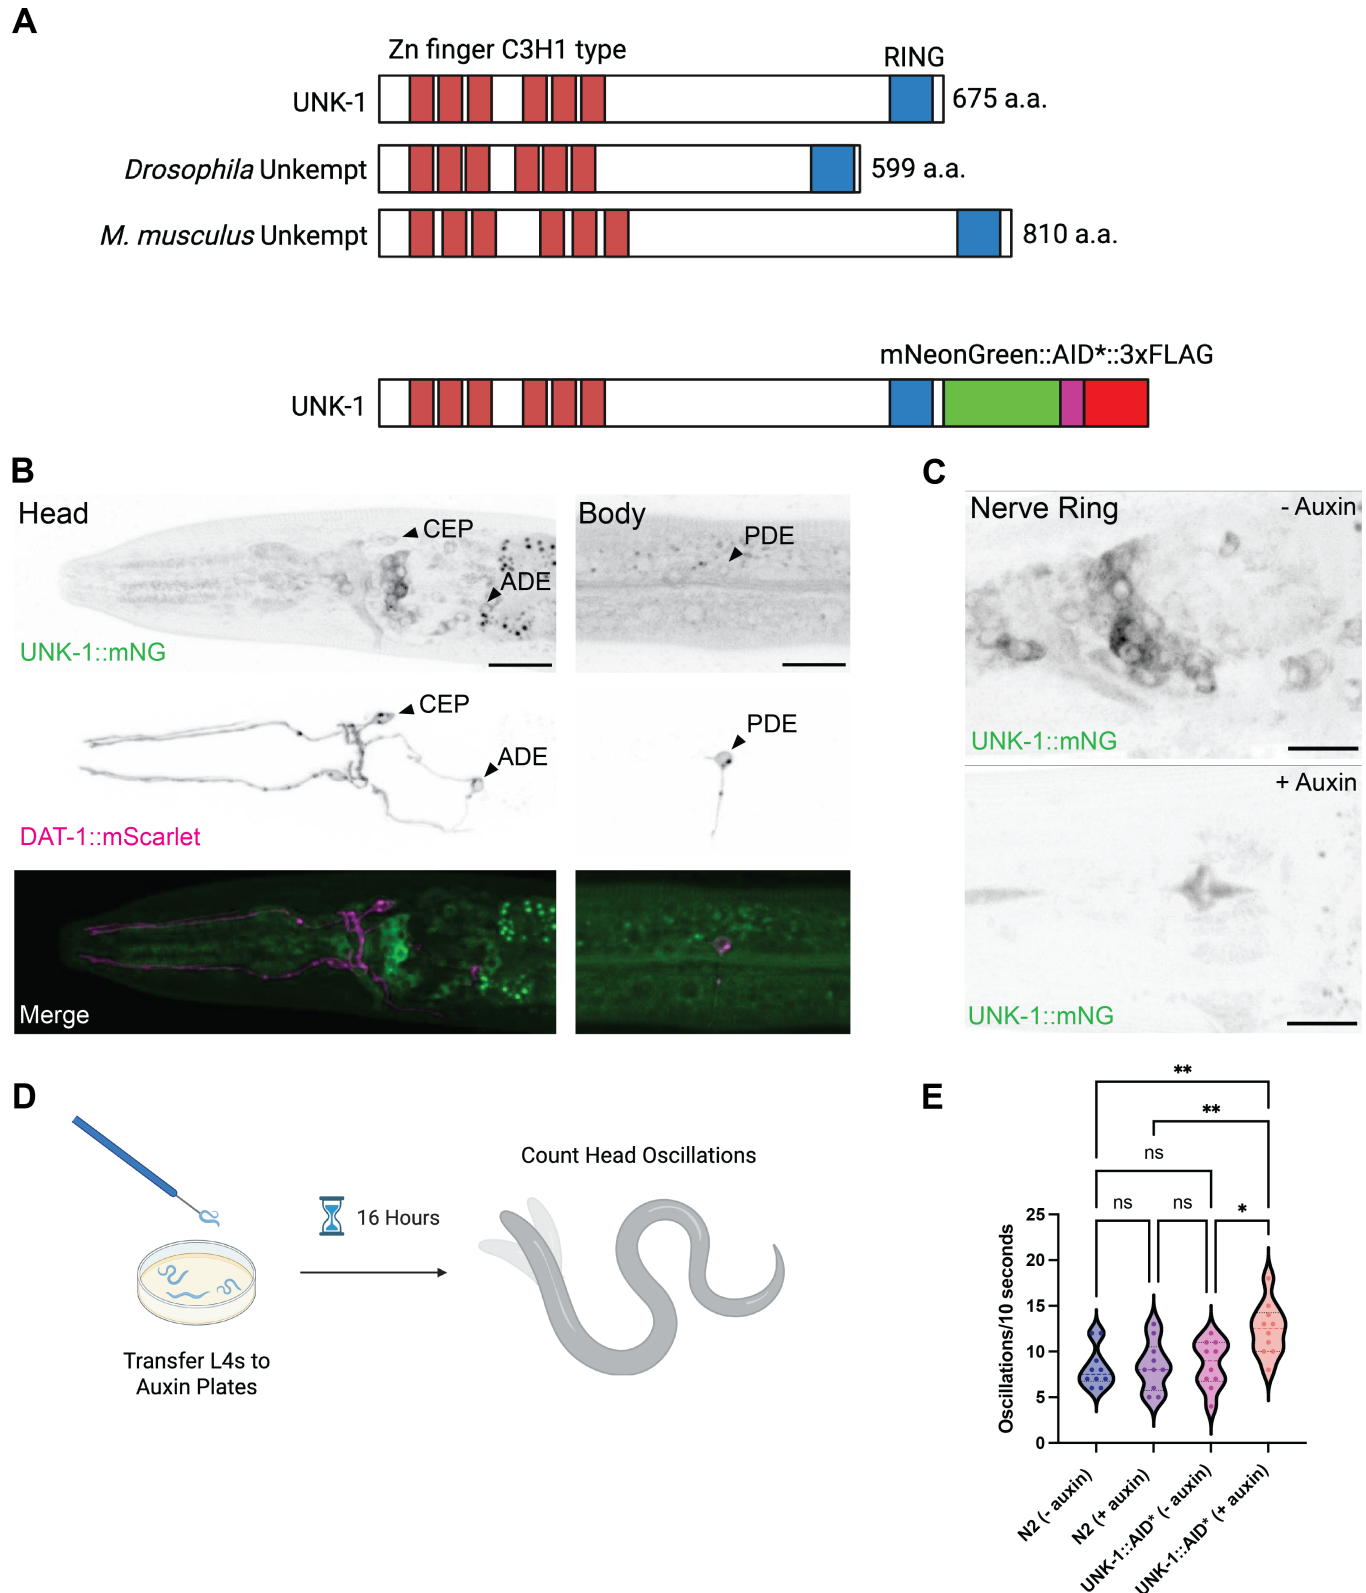 A
Zn finger C3H1 type
RING
UNK-1
675 a.a.
Drosophila Unkempt
599 a.a.
M. musculus Unkempt
810 a.a.
mNeonGreen::AID*::3xFLAG
UNK-1
B
Head
CEP
ADE
UNK-1::mNG
Body
PDE
CEP
ADE
DAT-1::mScarlet
PDE
Merge
C
Nerve Ring
- Auxin
UNK-1::mNG
+ Auxin
UNK-1::mNG
D
Transfer L4s to
Auxin Plates
16 Hours
Count Head Oscillations
E
**
**
ns
ns
ns
*
Oscillations/10 seconds
25
20
15
10
5
0
N2 (- auxin)
N2 (+ auxin)
UNK-1::AID* (- auxin)
UNK-1::AID* (+ auxin)